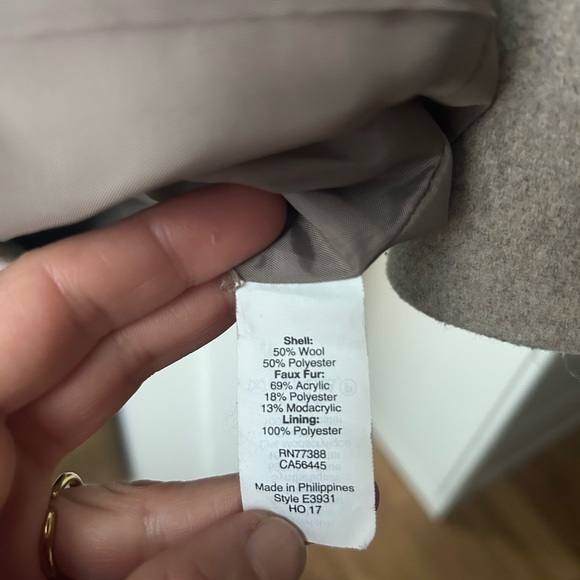 Shell:
50% Wool
50% Polyester
Faux Fur:
69% Acrylic
18% Polyester
13% Modacrylic
Lining:
100% Polyester
RN77388
CA56445
Made in Philippines
Style E3931
HO 17